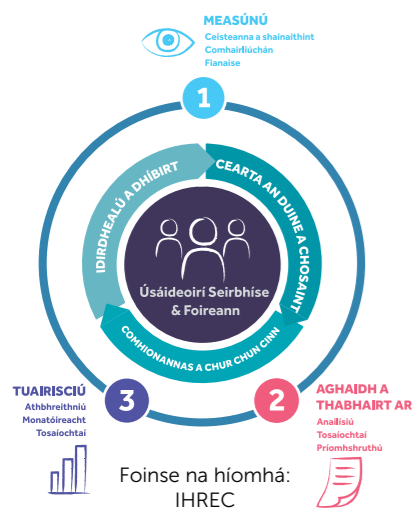 MEASÚNÚ
Ceisteanna a shainaithint
Comhairliúchán
Fianaise
1
IDIRDHEALÚ A DHÍBIRT
CEARTA AN DUINE A CHOSAINT
COMHIONANNAS A CHUR CHUN CINN
Úsáideoirí Seirbhíse
& Foireann
TUAIRISCIÚ
Athbhreithniú
Monatóireacht
Tosaíochtaí
3
2
AGHAIDH A
THABHAIRT AR
Anailísiú
Tosaíochtaí
Príomhshruthú
Foinse na híomhá:
IHREC